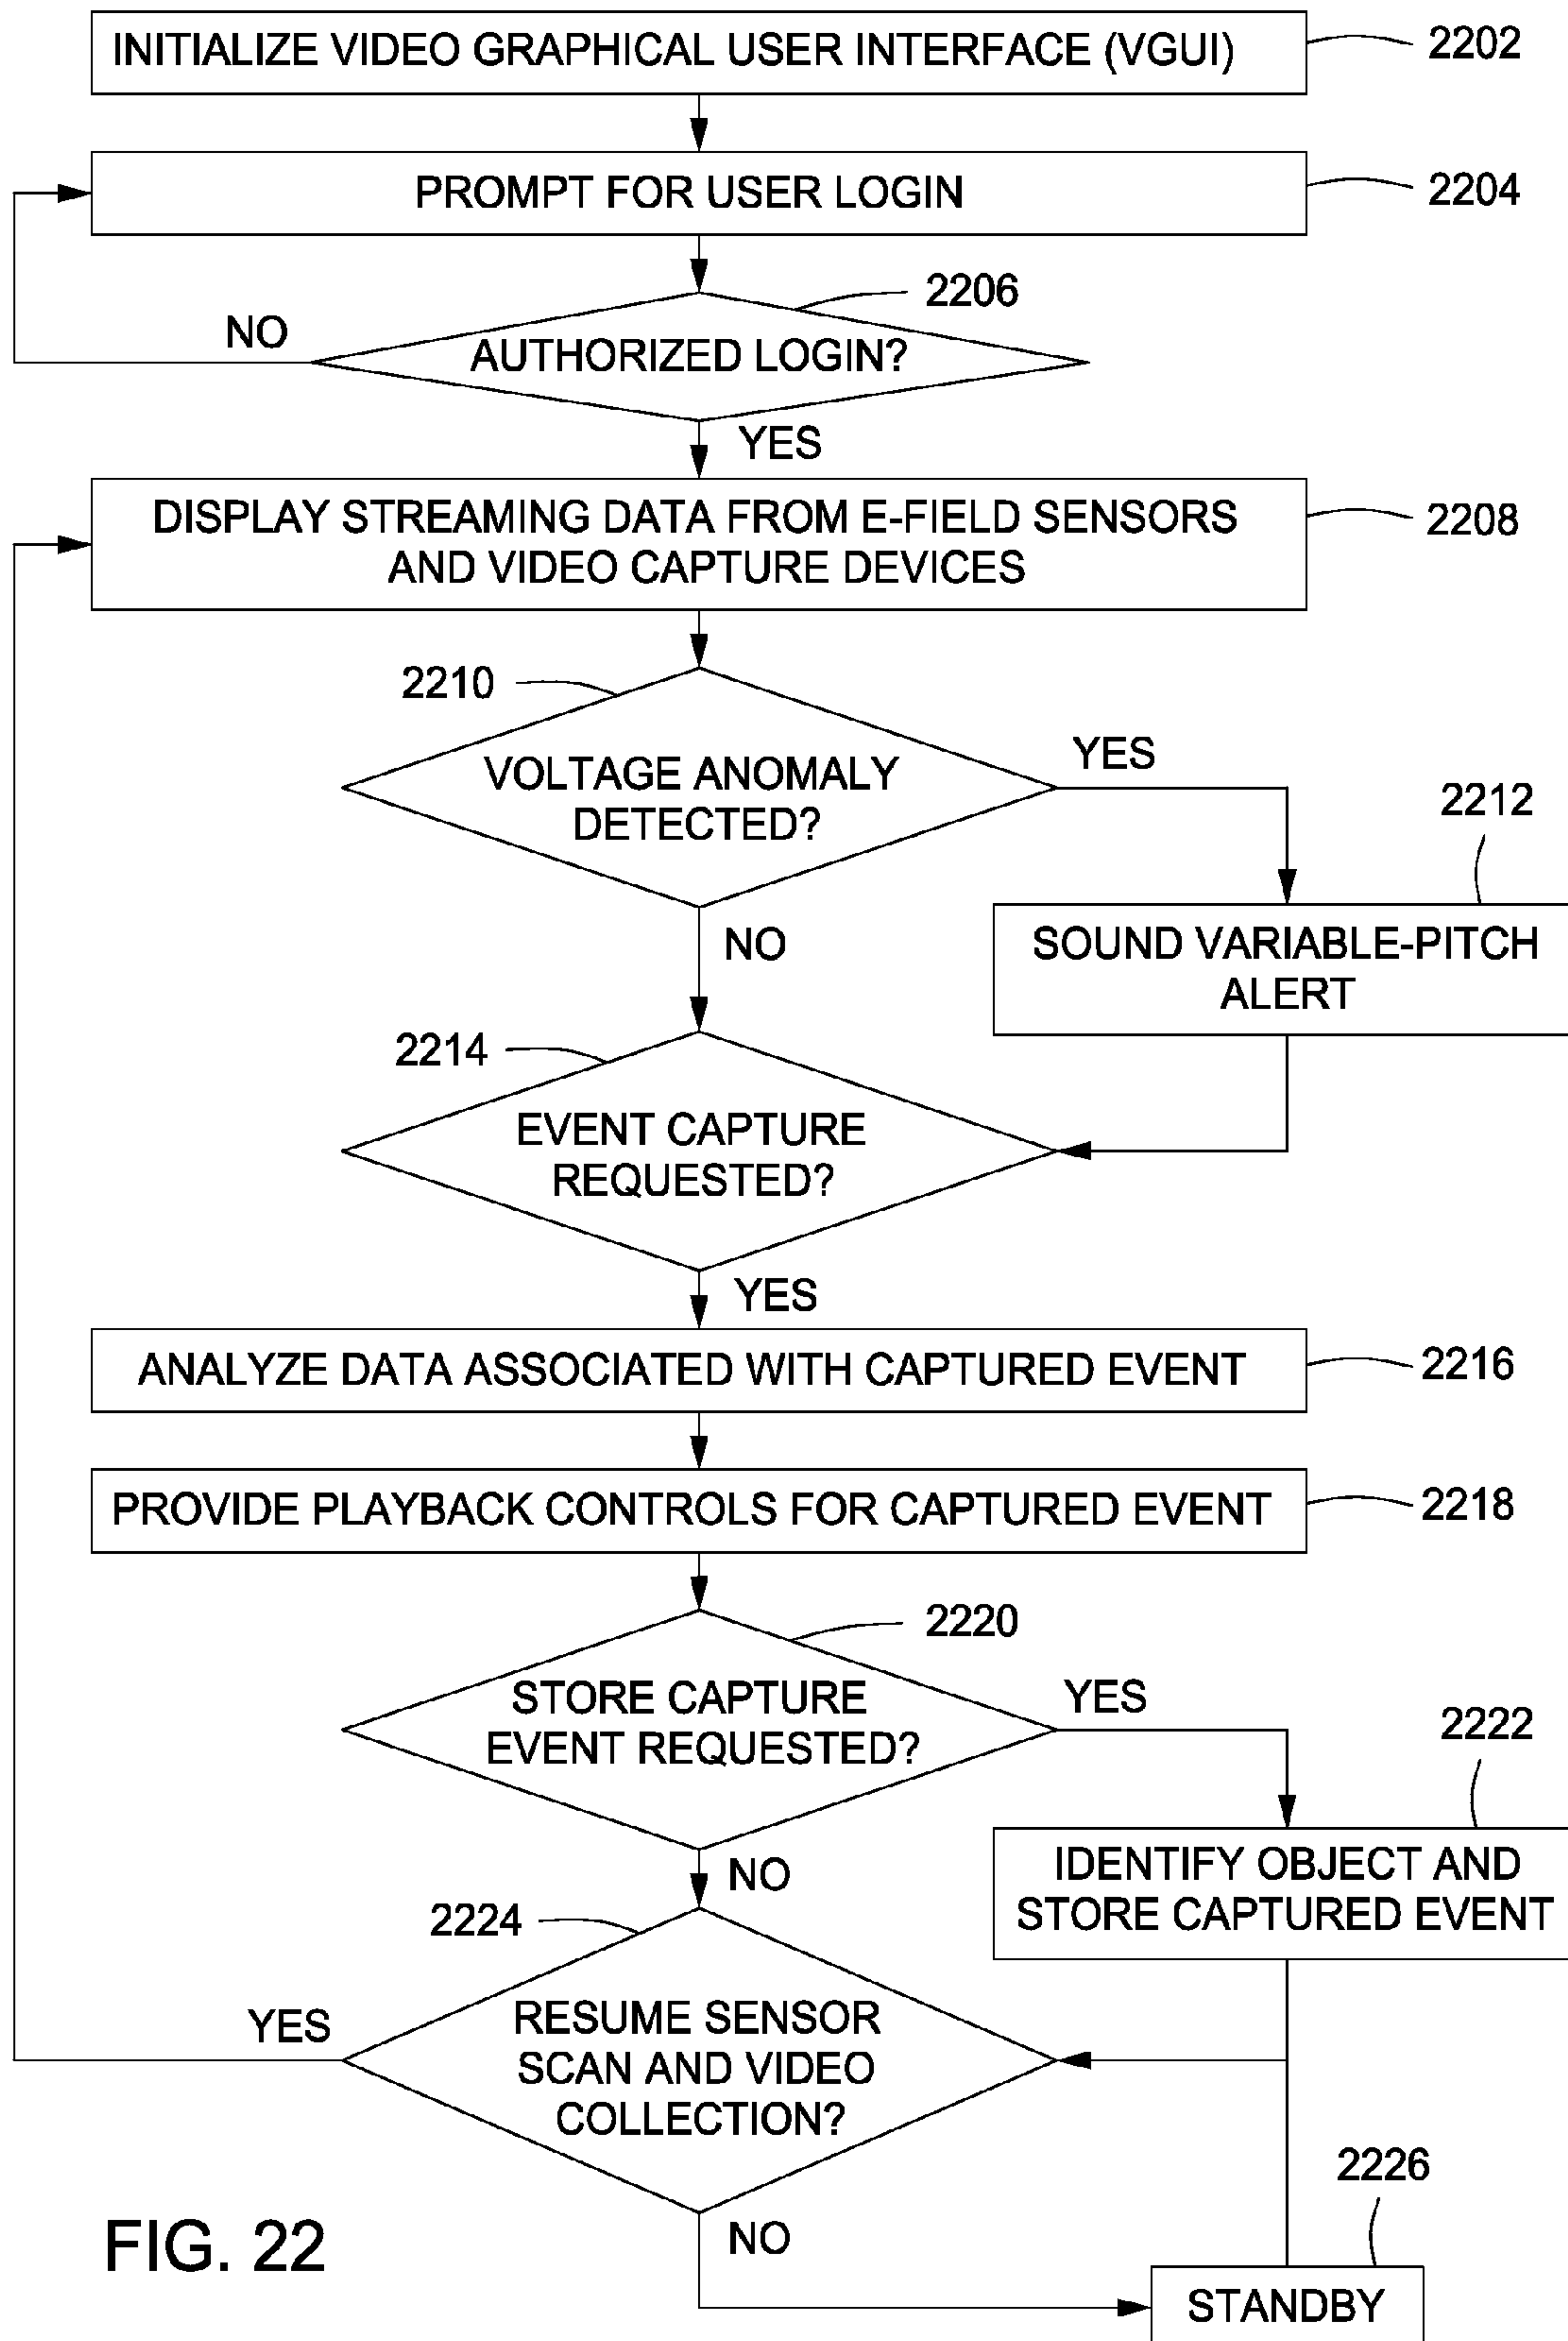 INITIALIZE VIDEO GRAPHICAL USER INTERFACE (VGUI)
2202
PROMPT FOR USER LOGIN
2204
2206
NO
AUTHORIZED LOGIN?
YES
DISPLAY STREAMING DATA FROM E-FIELD SENSORS
AND VIDEO CAPTURE DEVICES
2208
2210
VOLTAGE ANOMALY
DETECTED?
YES
2212
NO
SOUND VARIABLE-PITCH
ALERT
2214
EVENT CAPTURE
REQUESTED?
YES
ANALYZE DATA ASSOCIATED WITH CAPTURED EVENT
2216
PROVIDE PLAYBACK CONTROLS FOR CAPTURED EVENT
2218
2220
STORE CAPTURE
EVENT REQUESTED?
YES
2222
NO
IDENTIFY OBJECT AND
STORE CAPTURED EVENT
2224
YES
RESUME SENSOR
SCAN AND VIDEO
COLLECTION?
2226
NO
STANDBY
FIG. 22